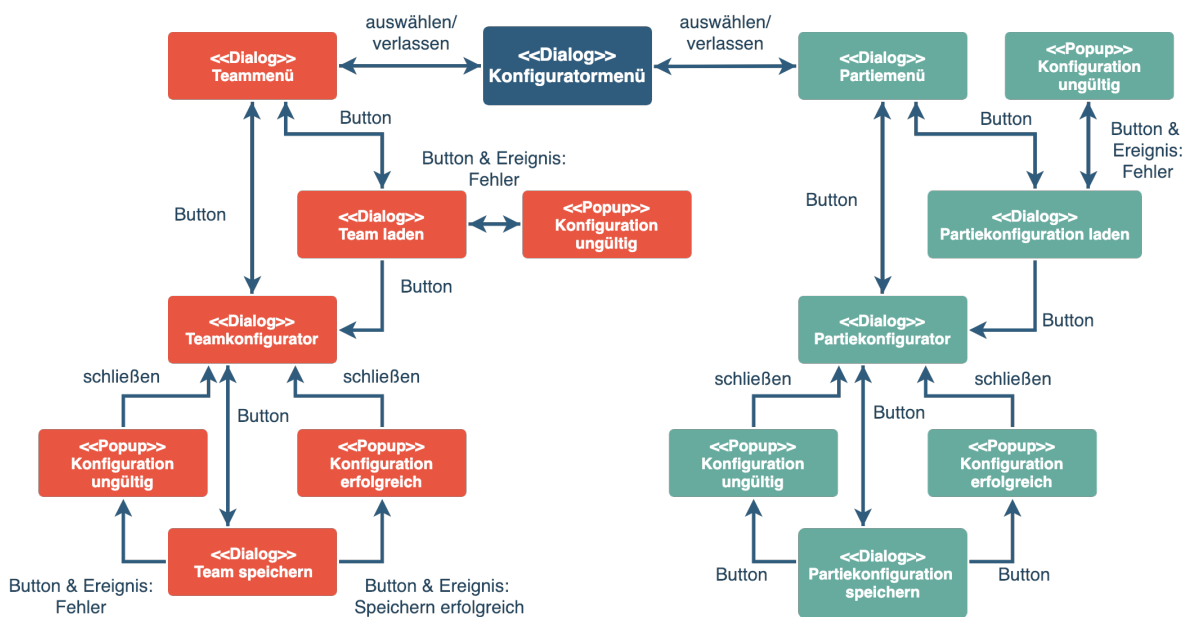 auswählen/
verlassen
auswählen/
verlassen
<<Dialog>>
Teammenü
<<Dialog>>
Konfiguratormenü
<<Dialog>>
Partiemenü
<<Popup>>
Konfiguration
ungültig
Button
Button
Button &
Ereignis:
Fehler
Button & Ereignis:
Fehler
Button
<<Dialog>>
Team laden
<<Popup>>
Konfiguration
ungültig
Button
<<Dialog>>
Partiekonfiguration laden
Button
Button
<<Dialog>>
Teamkonfigurator
<<Dialog>>
Partiekonfigurator
schließen
schließen
Button
schließen
schließen
Button
<<Popup>>
Konfiguration
ungültig
<<Popup>>
Konfiguration
erfolgreich
<<Popup>>
Konfiguration
ungültig
<<Popup>>
Konfiguration
erfolgreich
<<Dialog>>
Team speichern
<<Dialog>>
Partiekonfiguration
speichern
Button & Ereignis:
Fehler
Button & Ereignis:
Speichern erfolgreich
Button
Button